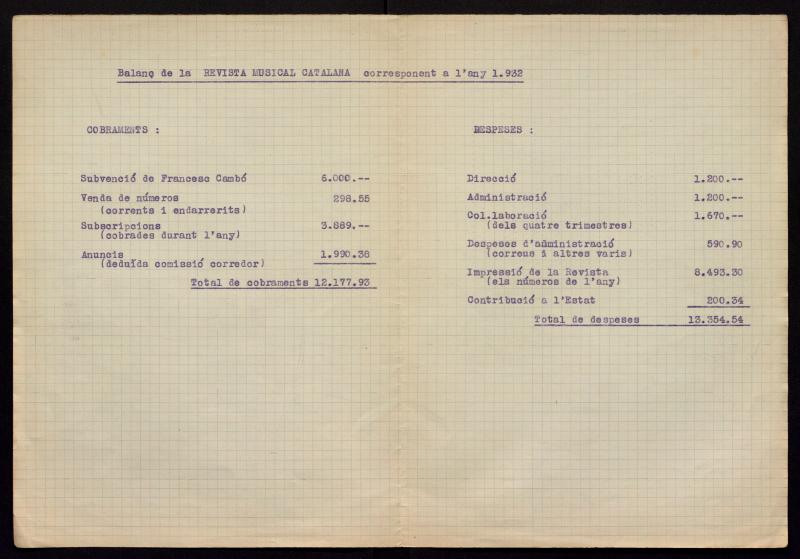 Balanç de la REVISTA MUSICAL CATALANA corresponent a l'any 1.932
COBRAMENTS :
Subvenció de Francesc Cambó 6.000.--
Venda de números 298.55
(corrents i endarrerits)
Subscripcions 3.889.--
(cobrades durant l'any)
Anuncis 1.990.38
(deduïda comissió corredor)
Total de cobraments 12.177.93
DESPESES :
Direcció 1.200.--
Administració 1.200.--
Col.laboració 1.670.--
(dels quatre trimestres)
Despeses d'administració 590.90
(correus i altres varis)
Impressió de la Revista 8.493.30
(els números de l'any)
Contribució a l'Estat 200.34
Total de despeses 13.354.54